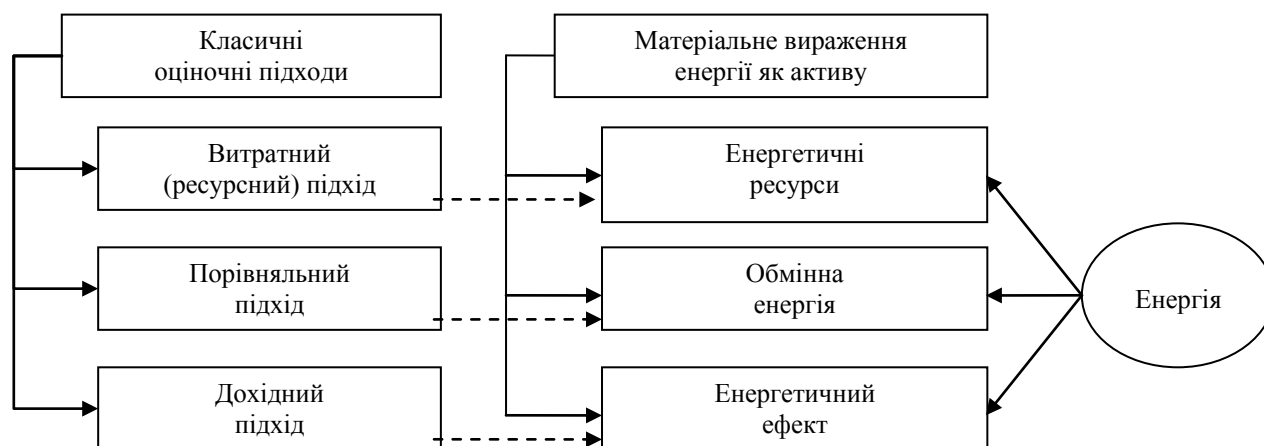 Класичні
оціночні підходи
Матеріальне вираження
енергії як активу
Витратний
(ресурсний) підхід
Енергетичні
ресурси
Порівняльний
підхід
Обмінна
енергія
Енергія
Дохідний
підхід
Енергетичний
ефект